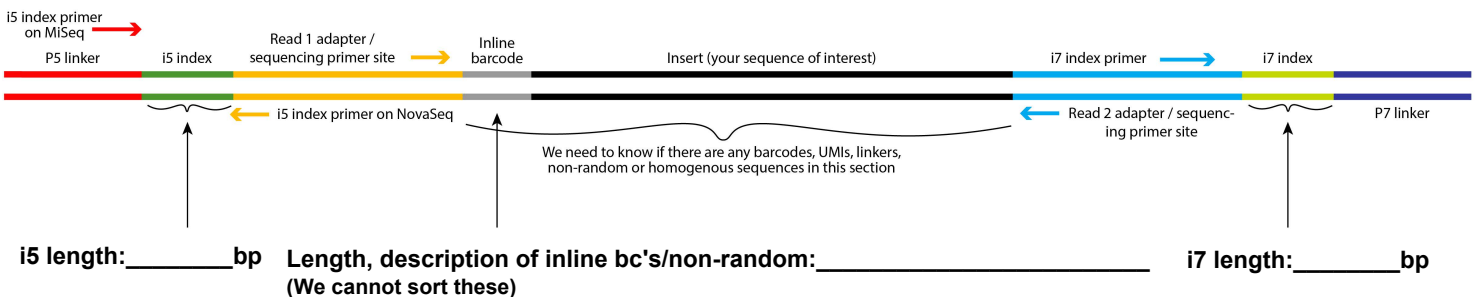 i5 index primer
on MiSeq
P5 linker
i5 index
Read 1 adapter /
sequencing primer site
Inline
barcode
Insert (your sequence of interest)
i7 index primer
i7 index
i5 index primer on NovaSeq
Read 2 adapter / sequenc-
ing primer site
P7 linker
We need to know if there are any barcodes, UMIs, linkers,
non-random or homogenous sequences in this section
i5 length:________bp
Length, description of inline bc's/non-random:_________________________
(We cannot sort these)
i7 length:________bp